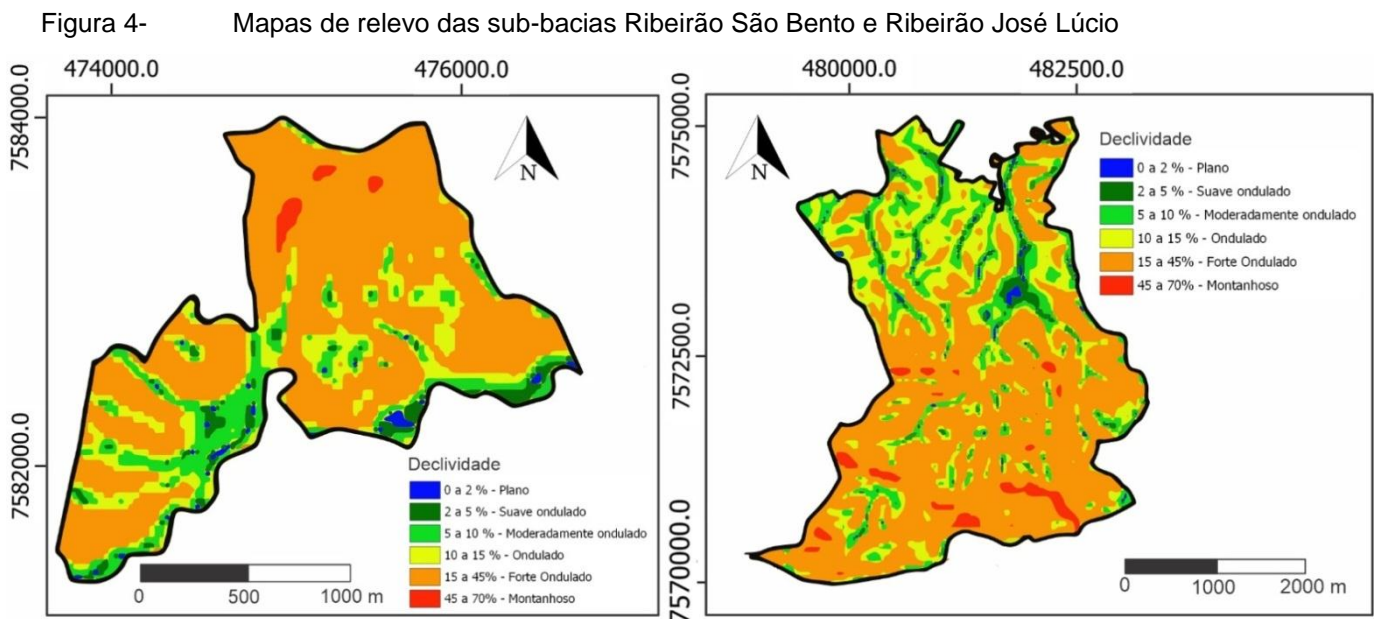 Figura 4- Mapas de relevo das sub-bacias Ribeirão São Bento e Ribeirão José Lúcio
474000.0 476000.0
7584000.0
7582000.0
N
Declividade
0 a 2 % - Plano
2 a 5 % - Suave ondulado
5 a 10 % - Moderadamente ondulado
10 a 15 % - Ondulado
15 a 45% - Forte Ondulado
45 a 70% - Montanhoso
0 500 1000 m
480000.0 482500.0
7575000.0
7572500.0
7570000.0
N
Declividade
0 a 2 % - Plano
2 a 5 % - Suave ondulado
5 a 10 % - Moderadamente ondulado
10 a 15 % - Ondulado
15 a 45% - Forte Ondulado
45 a 70% - Montanhoso
0 1000 2000 m